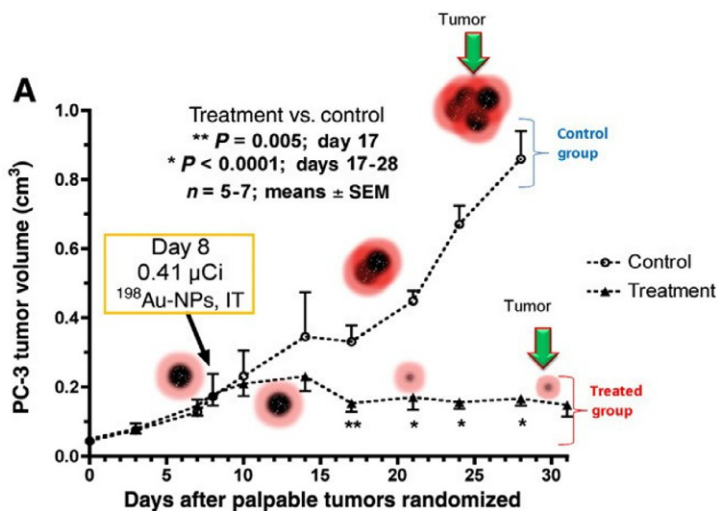 Tumor
A
Treatment vs. control
** P = 0.005; day 17
* P < 0.0001; days 17-28
n = 5-7; means ± SEM
Control
group
Day 8
0.41 µCi
198Au-NPs, IT
Control
Treatment
Tumor
Treated
group
PC-3 tumor volume (cm3)
1.0
0.8
0.6
0.4
0.2
0.0
** * * *
0 5 10 15 20 25 30
Days after palpable tumors randomized